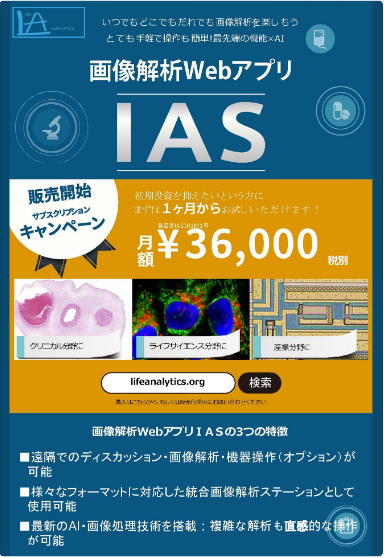 LA
いつでもどこでもだれでも画像解析を楽しもう
とても手軽で操作も簡単!最先端の機能×AI
画像解析Webアプリ
IAS
販売開始
サブスクリプション
キャンペーン
初期投資を抑えたいという方に
まずは1ヶ月からお試しいただけます！
月額¥36,000
税別
クリニカル分野に
ライフサイエンス分野に
産業分野に
lifeanalytics.org
検索
画像解析WebアプリＩＡＳの3つの特徴
■遠隔でのディスカッション・画像解析・機器操作（オプション）が
可能
■様々なフォーマットに対応した統合画像解析ステーションとして
使用可能
■最新のAI・画像処理技術を搭載：複雑な解析も直感的な操作
が可能